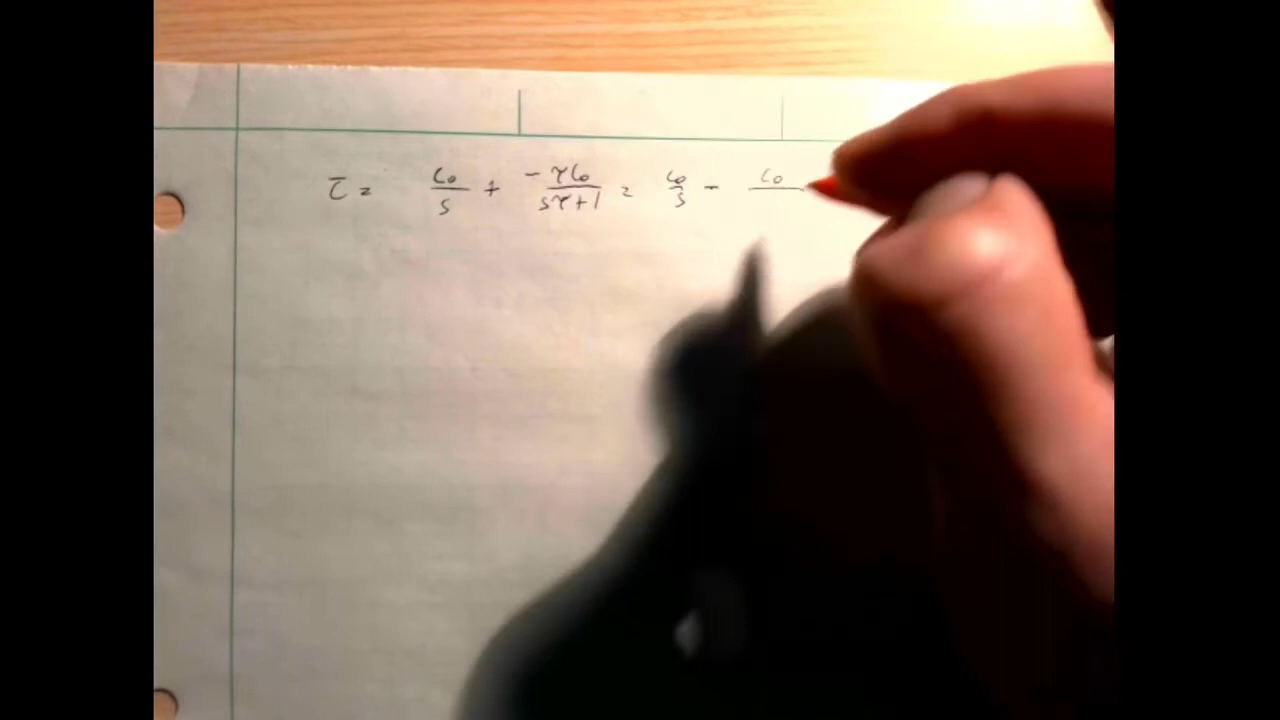 c̄ = c₀/s + -τc₀/sτ+1 = c₀/s - c₀/